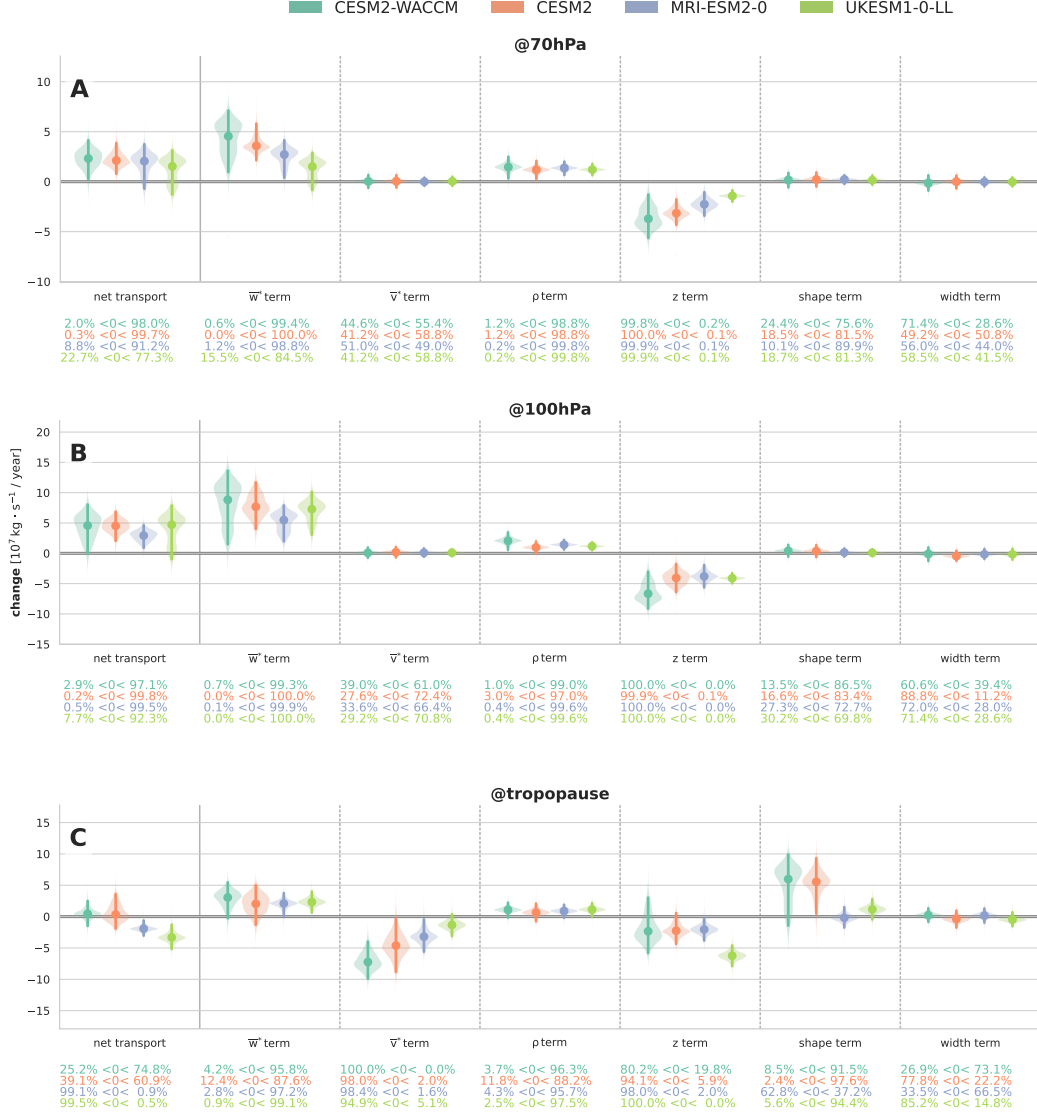 CESM2-WACCM CESM2 MRI-ESM2-0 UKESM1-0-LL
@70hPa
A
10
5
0
−5
−10
net transport w̅* term v̅* term ρ term z term shape term width term
2.0% <0< 98.0% 0.6% <0< 99.4% 44.6% <0< 55.4% 1.2% <0< 98.8% 99.8% <0< 0.2% 24.4% <0< 75.6% 71.4% <0< 28.6%
0.3% <0< 99.7% 0.0% <0< 100.0% 41.2% <0< 58.8% 1.2% <0< 98.8% 100.0% <0< 0.1% 18.5% <0< 81.5% 49.2% <0< 50.8%
8.8% <0< 91.2% 1.2% <0< 98.8% 51.0% <0< 49.0% 0.2% <0< 99.8% 99.9% <0< 0.1% 10.1% <0< 89.9% 56.0% <0< 44.0%
22.7% <0< 77.3% 15.5% <0< 84.5% 41.2% <0< 58.8% 0.2% <0< 99.8% 99.9% <0< 0.1% 18.7% <0< 81.3% 58.5% <0< 41.5%
@100hPa
B
20
15
10
5
0
−5
−10
−15
change [10⁷ kg · s⁻¹ / year]
net transport w̅* term v̅* term ρ term z term shape term width term
2.9% <0< 97.1% 0.7% <0< 99.3% 39.0% <0< 61.0% 1.0% <0< 99.0% 100.0% <0< 0.0% 13.5% <0< 86.5% 60.6% <0< 39.4%
0.2% <0< 99.8% 0.0% <0< 100.0% 27.6% <0< 72.4% 3.0% <0< 97.0% 99.9% <0< 0.1% 16.6% <0< 83.4% 88.8% <0< 11.2%
0.5% <0< 99.5% 0.1% <0< 99.9% 33.6% <0< 66.4% 0.4% <0< 99.6% 100.0% <0< 0.0% 27.3% <0< 72.7% 72.0% <0< 28.0%
7.7% <0< 92.3% 0.0% <0< 100.0% 29.2% <0< 70.8% 0.4% <0< 99.6% 100.0% <0< 0.0% 30.2% <0< 69.8% 71.4% <0< 28.6%
@tropopause
C
15
10
5
0
−5
−10
−15
net transport w̅* term v̅* term ρ term z term shape term width term
25.2% <0< 74.8% 4.2% <0< 95.8% 100.0% <0< 0.0% 3.7% <0< 96.3% 80.2% <0< 19.8% 8.5% <0< 91.5% 26.9% <0< 73.1%
39.1% <0< 60.9% 12.4% <0< 87.6% 98.0% <0< 2.0% 11.8% <0< 88.2% 94.1% <0< 5.9% 2.4% <0< 97.6% 77.8% <0< 22.2%
99.1% <0< 0.9% 2.8% <0< 97.2% 98.4% <0< 1.6% 4.3% <0< 95.7% 98.0% <0< 2.0% 62.8% <0< 37.2% 33.5% <0< 66.5%
99.5% <0< 0.5% 0.9% <0< 99.1% 94.9% <0< 5.1% 2.5% <0< 97.5% 100.0% <0< 0.0% 5.6% <0< 94.4% 85.2% <0< 14.8%